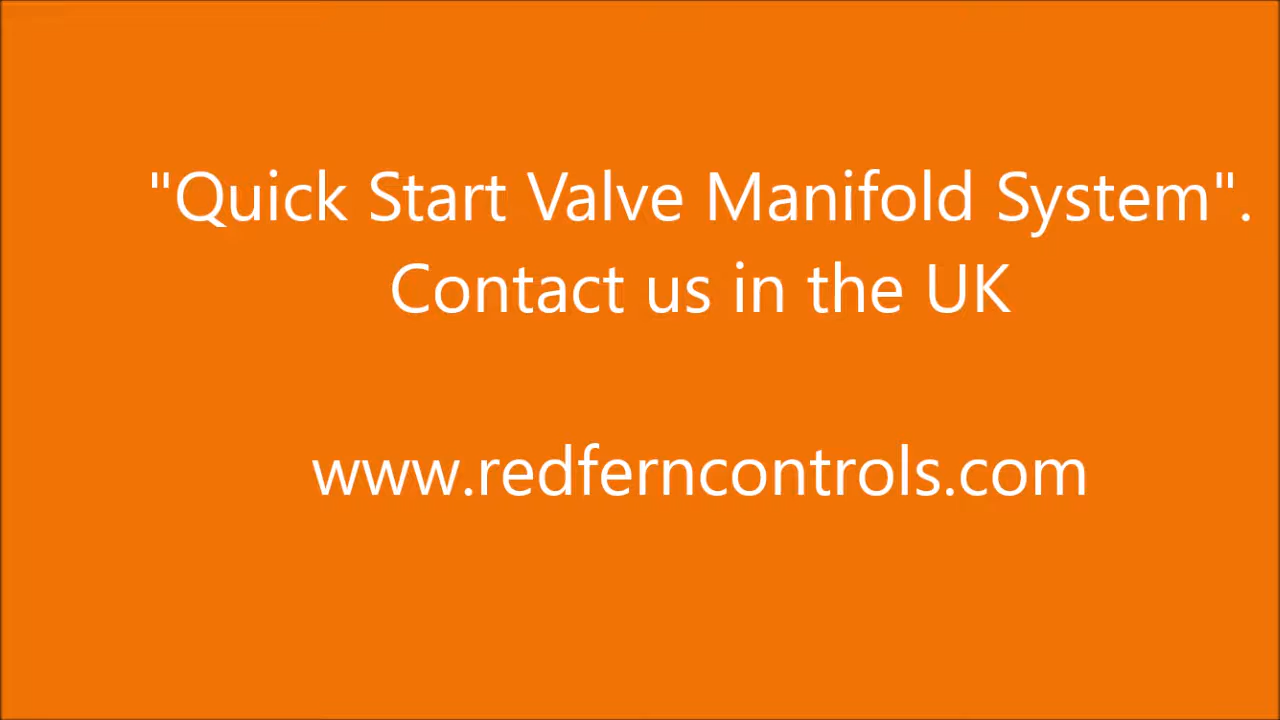 "Quick Start Valve Manifold System".
Contact us in the UK
www.redferncontrols.com